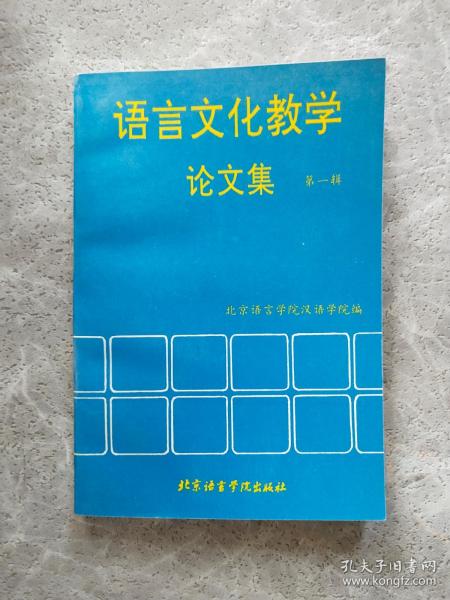 语言文化教学
论文集 第一辑
北京语言学院汉语学院编
北京语言学院出版社
孔夫子旧书网
www.kongfz.com